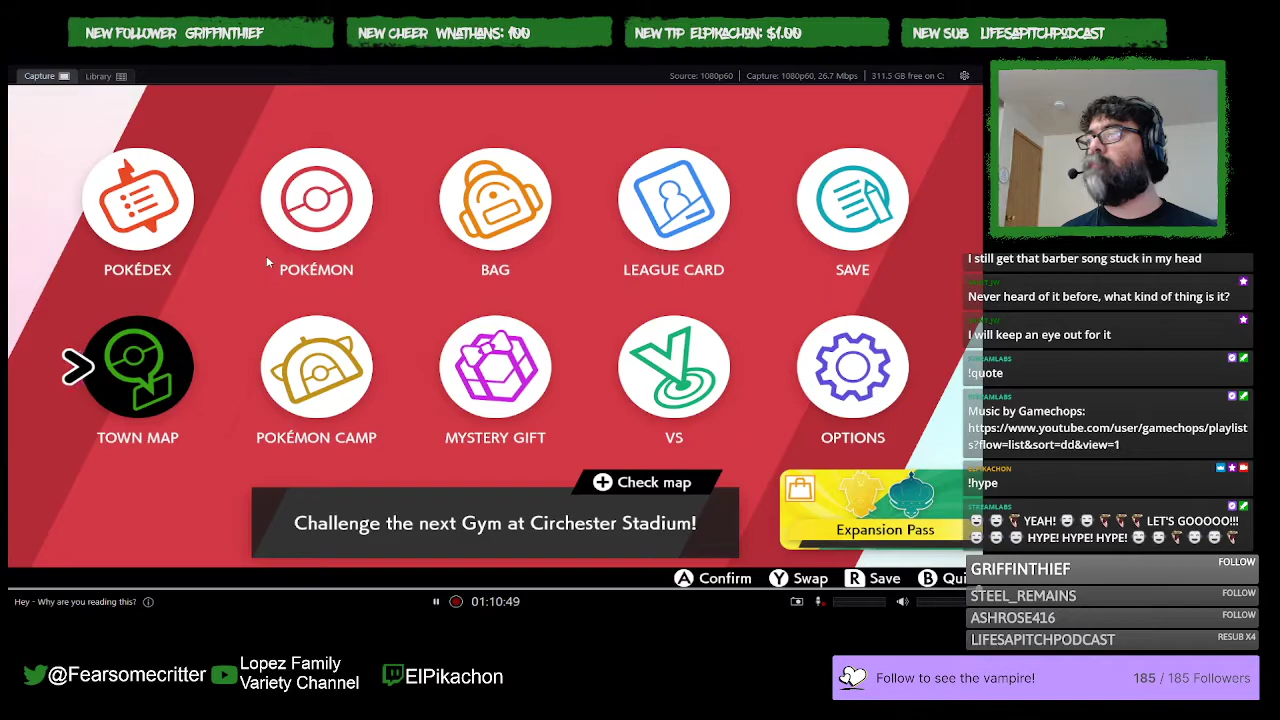 NEW FOLLOWER GRIFFINTHIEF
NEW CHEER WNATHANS: 100
NEW TIP ELPIKACHON: $1.00
NEW SUB LIFESAPITCHPODCAST
Capture
Library
Source: 1080p60
Capture: 1080p60, 26.7 Mbps
311.5 GB free on C:
POKÉDEX
POKÉMON
BAG
LEAGUE CARD
SAVE
TOWN MAP
POKÉMON CAMP
MYSTERY GIFT
VS
OPTIONS
Check map
Challenge the next Gym at Circhester Stadium!
Expansion Pass
A Confirm
Y Swap
R Save
B Qui
Hey - Why are you reading this?
01:10:49
I still get that barber song stuck in my head
Never heard of it before, what kind of thing is it?
I will keep an eye out for it
STREAMLABS
!quote
STREAMLABS
Music by Gamechops:
https://www.youtube.com/user/gamechops/playlist
s?flow=list&sort=dd&view=1
ELPIKACHON
!hype
STREAMLABS
YEAH! LET'S GOOOOO!!!
HYPE! HYPE! HYPE!
GRIFFINTHIEF FOLLOW
STEEL_REMAINS FOLLOW
ASHROSE416 FOLLOW
LIFESAPITCHPODCAST RESUB X4
@Fearsomecritter
Lopez Family
Variety Channel
ElPikachon
Follow to see the vampire!
185 / 185 Followers